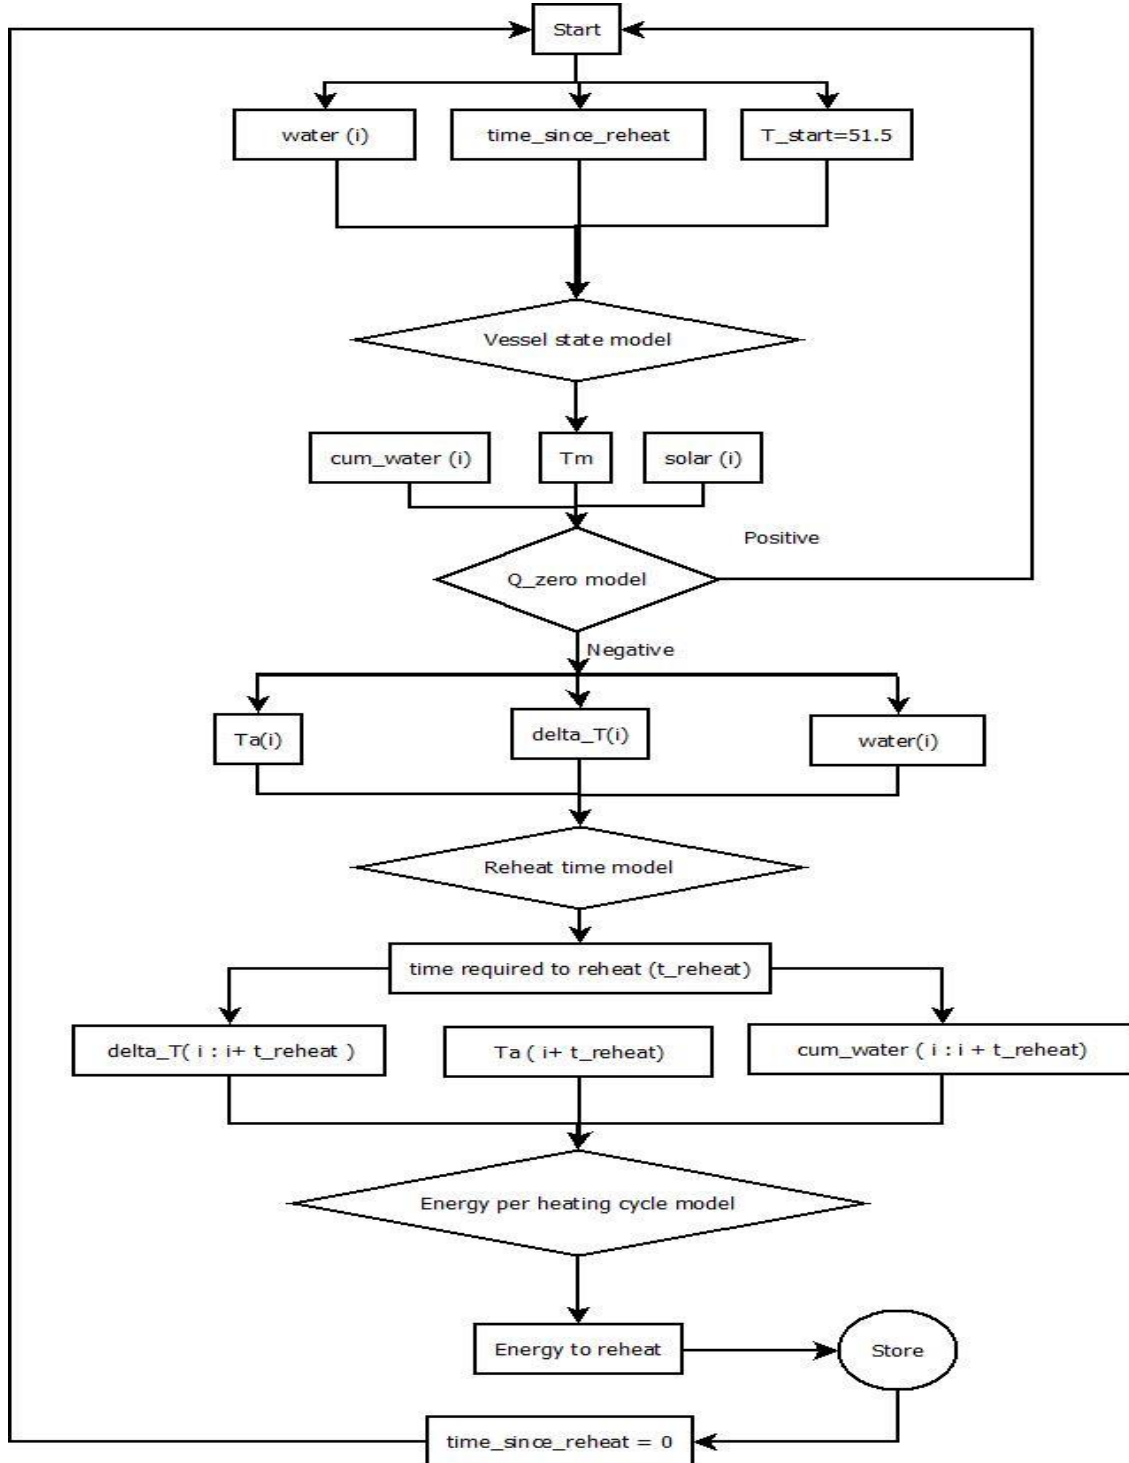 Start
water (i)
time_since_reheat
T_start=51.5
Vessel state model
cum_water (i)
Tm
solar (i)
Positive
Q_zero model
Negative
Ta(i)
delta_T(i)
water(i)
Reheat time model
time required to reheat (t_reheat)
delta_T( i : i+ t_reheat )
Ta ( i+ t_reheat)
cum_water ( i : i + t_reheat)
Energy per heating cycle model
Energy to reheat
Store
time_since_reheat = 0